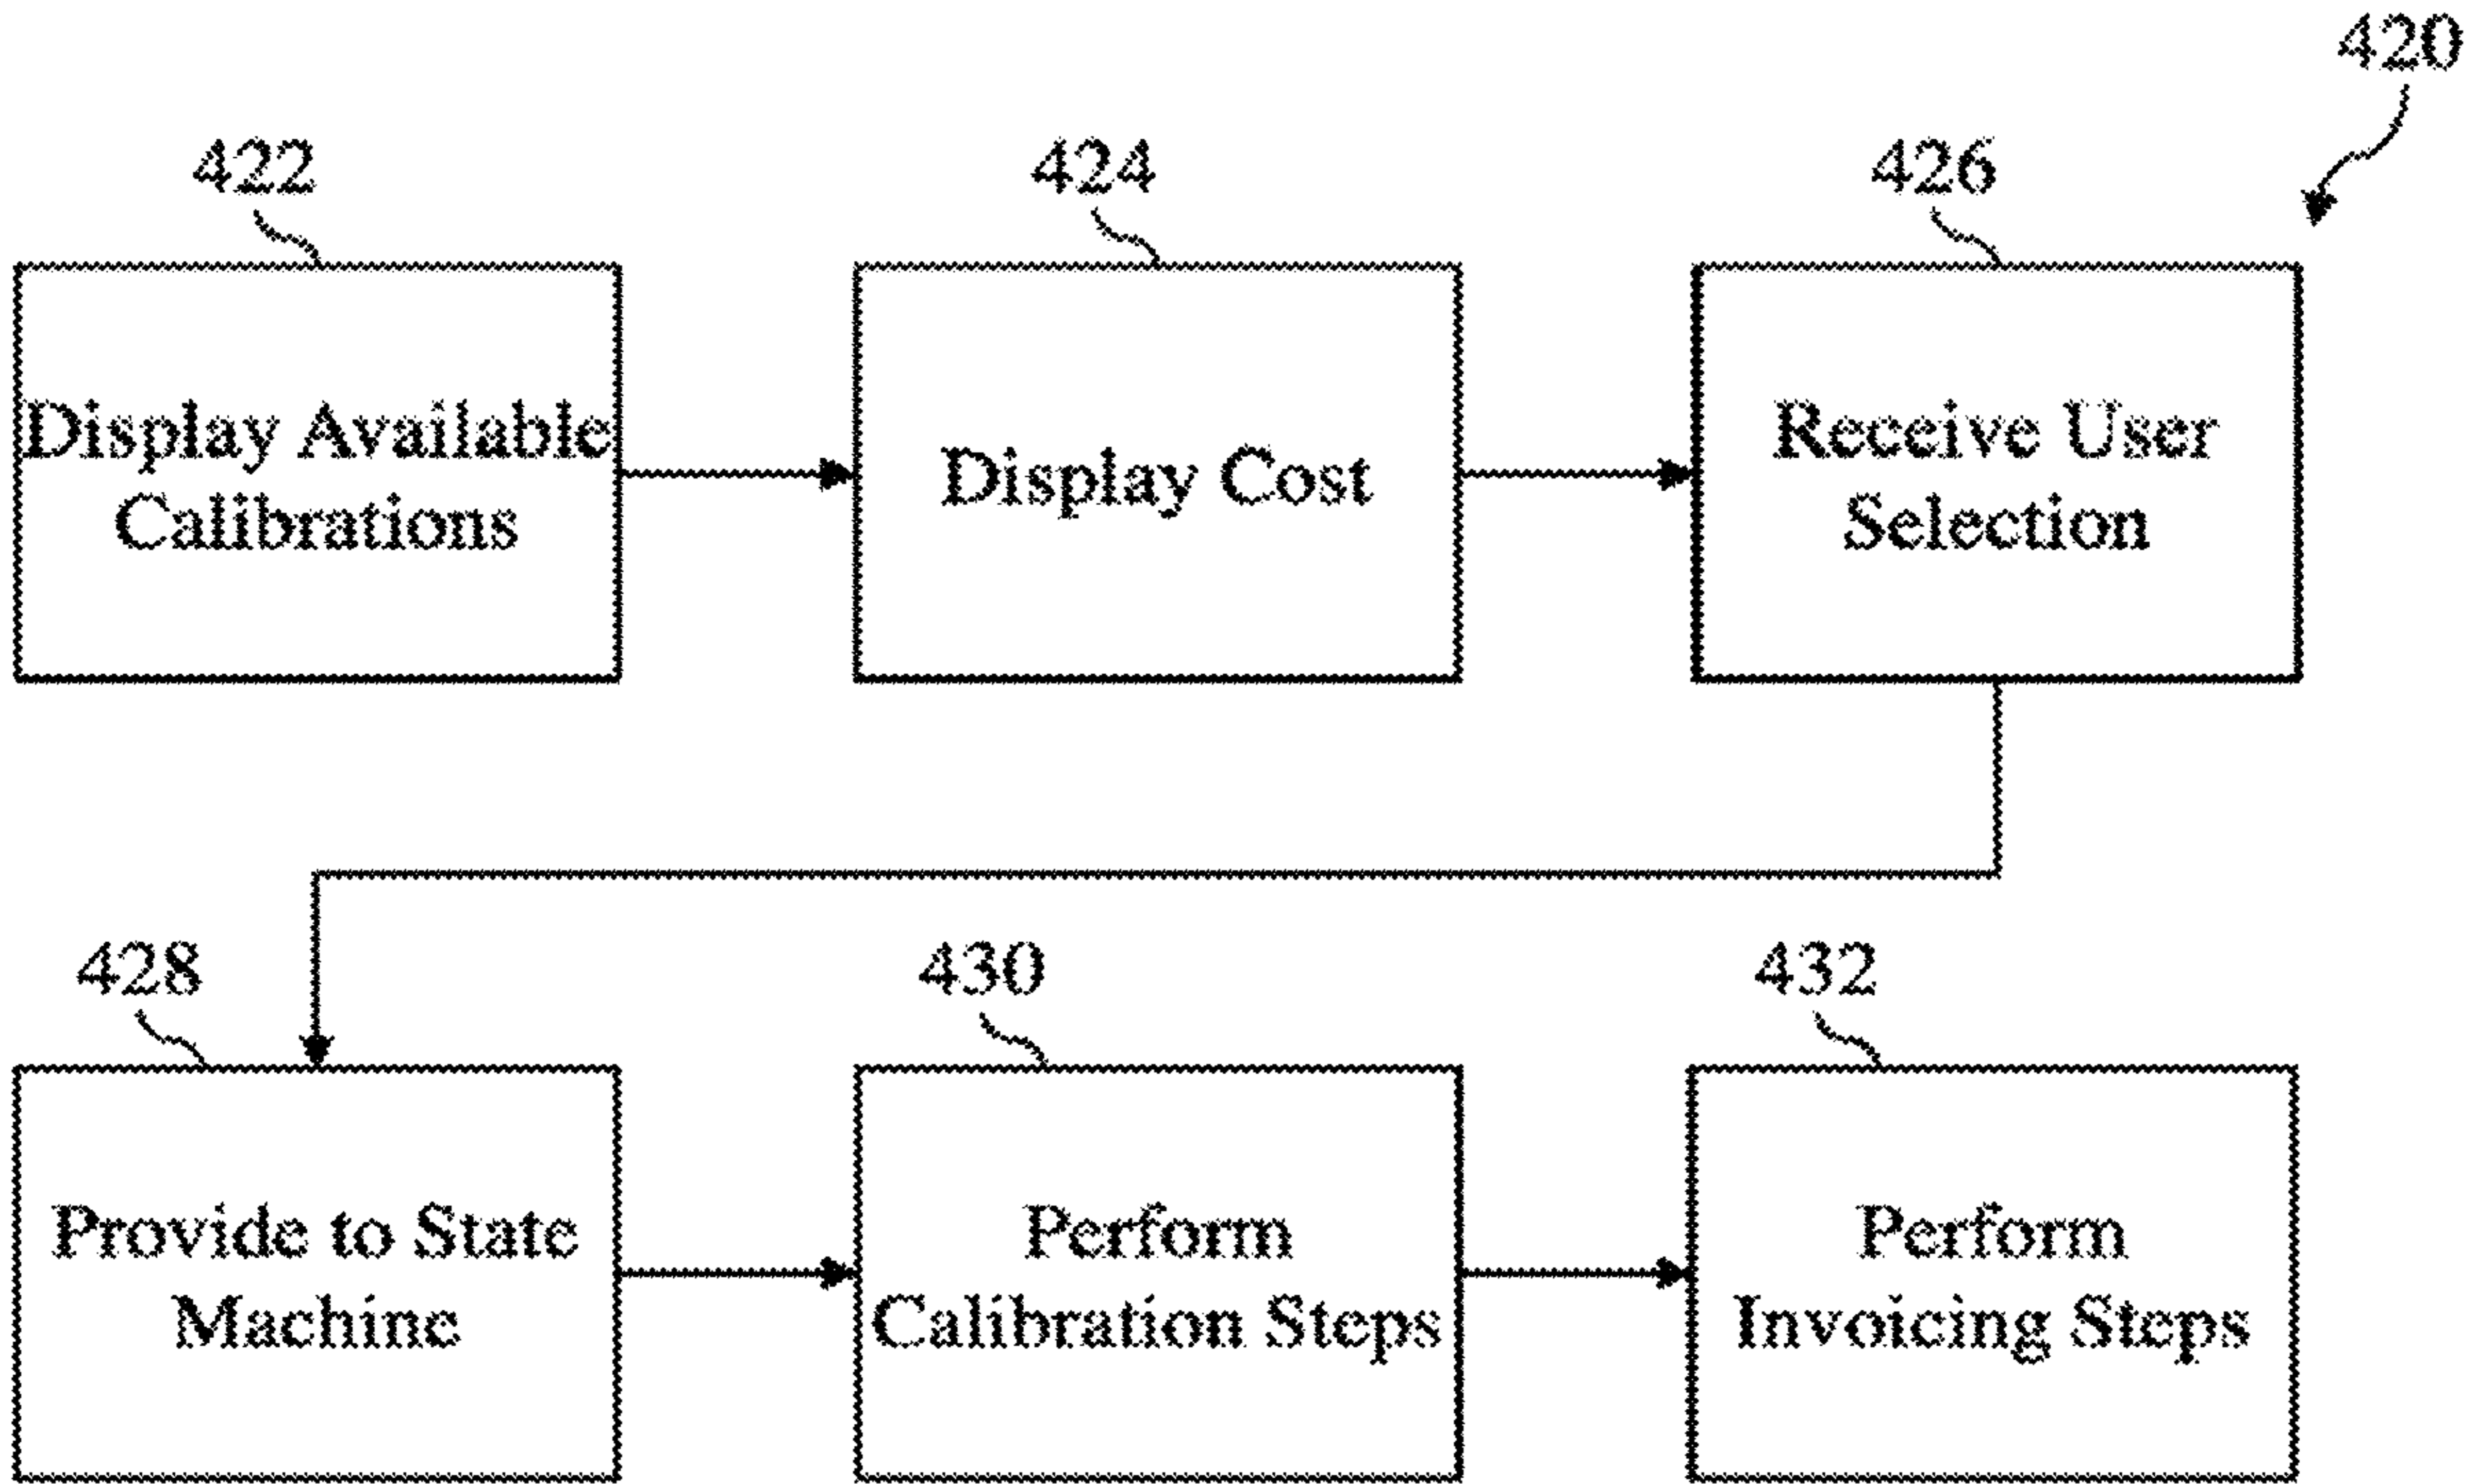 420
422
424
426
Display Available
Calibrations
Display Cost
Receive User
Selection
428
430
432
Provide to State
Machine
Perform
Calibration Steps
Perform
Invoicing Steps